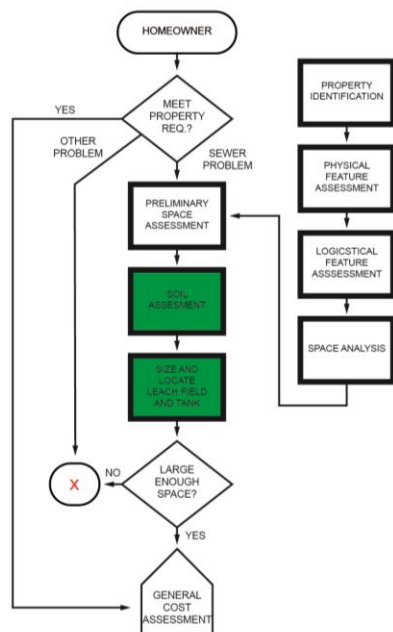 HOMEOWNER
MEET
PROPERTY
REQ.?
YES
OTHER
PROBLEM
SEWER
PROBLEM
PRELIMINARY
SPACE
ASSESSMENT
SOIL
ASSESMENT
SIZE AND
LOCATE
LEACH FIELD
AND TANK
LARGE
ENOUGH
SPACE?
NO
X
YES
GENERAL
COST
ASSESSMENT
PROPERTY
IDENTIFICATION
PHYSICAL
FEATURE
ASSESSMENT
LOGICSTICAL
FEATURE
ASSSESSMENT
SPACE ANALYSIS